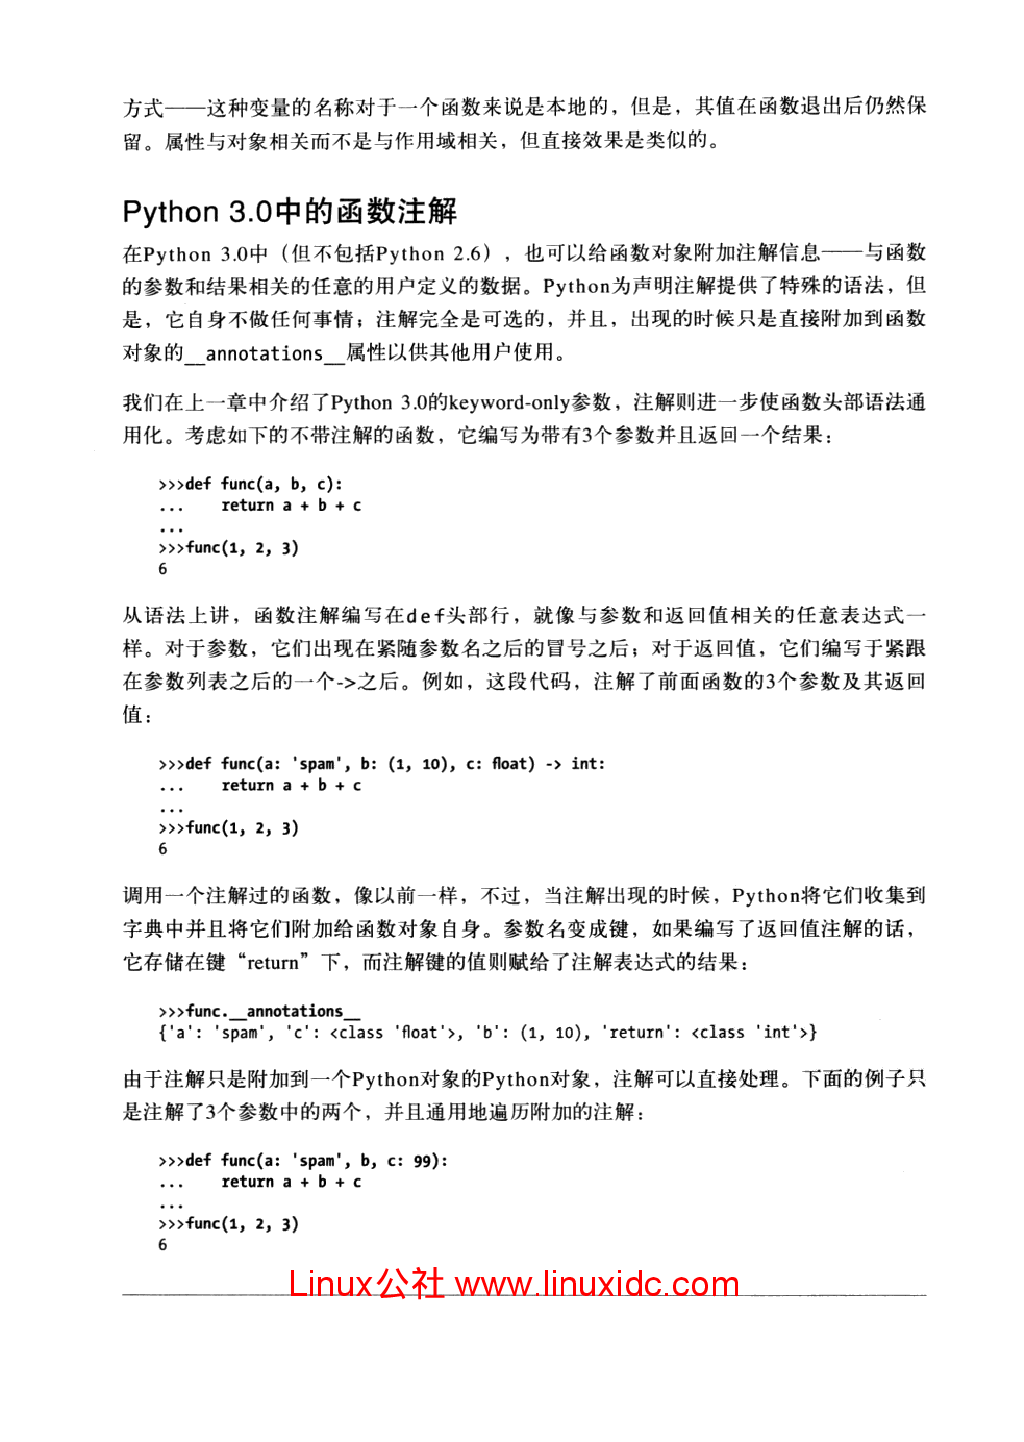 方式——这种变量的名称对于一个函数来说是本地的，但是，其值在函数退出后仍然保
留。属性与对象相关而不是与作用域相关，但直接效果是类似的。
Python 3.0中的函数注解
在Python 3.0中（但不包括Python 2.6），也可以给函数对象附加注解信息——与函数
的参数和结果相关的任意的用户定义的数据。Python为声明注解提供了特殊的语法，但
是，它自身不做任何事情；注解完全是可选的，并且，出现的时候只是直接附加到函数
对象的__annotations__属性以供其他用户使用。
我们在上一章中介绍了Python 3.0的keyword-only参数，注解则进一步使函数头部语法通
用化。考虑如下的不带注解的函数，它编写为带有3个参数并且返回一个结果：
>>>def func(a, b, c):
...    return a + b + c
...
>>>func(1, 2, 3)
6
从语法上讲，函数注解编写在def头部行，就像与参数和返回值相关的任意表达式一
样。对于参数，它们出现在紧随参数名之后的冒号之后；对于返回值，它们编写于紧跟
在参数列表之后的一个->之后。例如，这段代码，注解了前面函数的3个参数及其返回
值：
>>>def func(a: 'spam', b: (1, 10), c: float) -> int:
...    return a + b + c
...
>>>func(1, 2, 3)
6
调用一个注解过的函数，像以前一样，不过，当注解出现的时候，Python将它们收集到
字典中并且将它们附加给函数对象自身。参数名变成键，如果编写了返回值注解的话，
它存储在键“return”下，而注解键的值则赋给了注解表达式的结果：
>>>func.__annotations__
{'a': 'spam', 'c': <class 'float'>, 'b': (1, 10), 'return': <class 'int'>}
由于注解只是附加到一个Python对象的Python对象，注解可以直接处理。下面的例子只
是注解了3个参数中的两个，并且通用地遍历附加的注解：
>>>def func(a: 'spam', b, c: 99):
...    return a + b + c
...
>>>func(1, 2, 3)
6
Linux公社 www.linuxidc.com